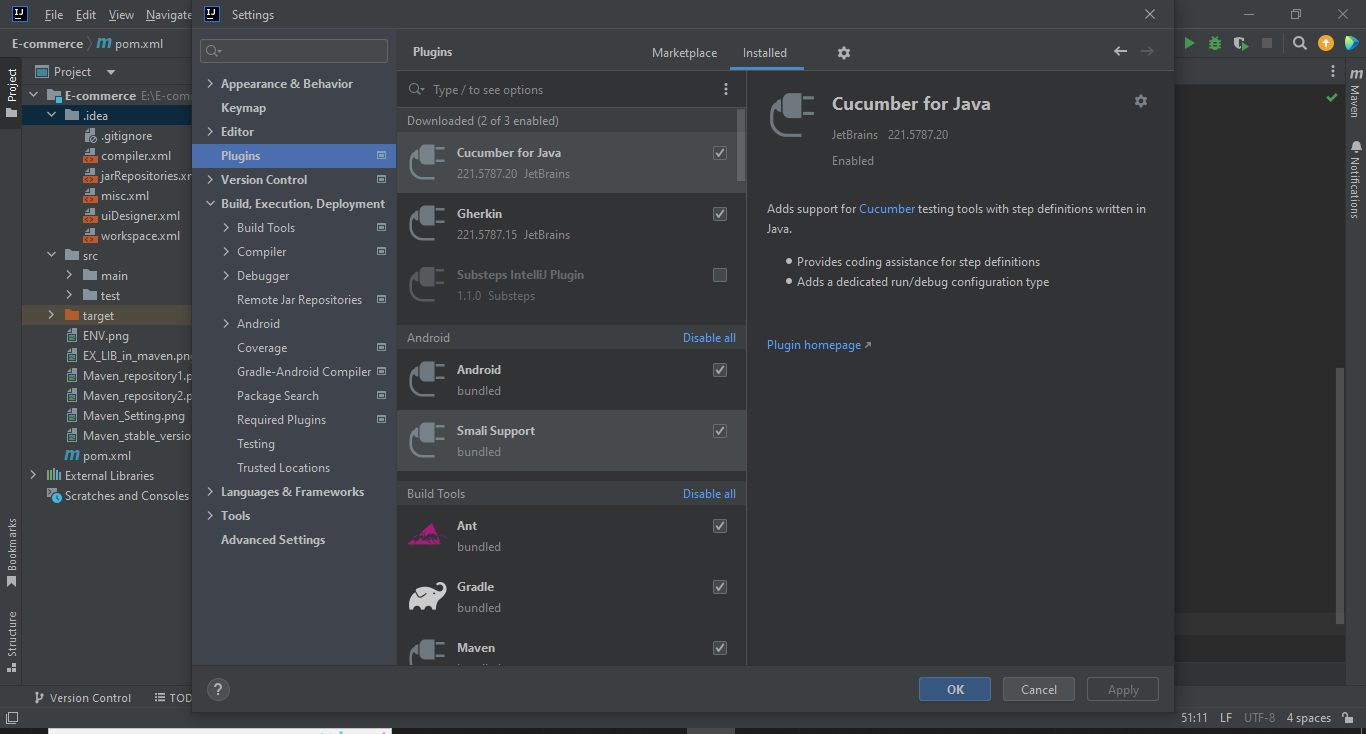 File Edit View Navigate
Settings
E-commerce pom.xml
Project
E-commerce E:\E-com
.idea
.gitignore
compiler.xml
jarRepositories.xm
misc.xml
uiDesigner.xml
workspace.xml
src
main
test
target
ENV.png
EX_LIB_in_maven.pn
Maven_repository1.p
Maven_repository2.p
Maven_Setting.png
Maven_stable_versio
pom.xml
External Libraries
Scratches and Consoles
Project
Bookmarks
Structure
Appearance & Behavior
Keymap
Editor
Plugins
Version Control
Build, Execution, Deployment
Build Tools
Compiler
Debugger
Remote Jar Repositories
Android
Coverage
Gradle-Android Compiler
Package Search
Required Plugins
Testing
Trusted Locations
Languages & Frameworks
Tools
Advanced Settings
Plugins
Marketplace
Installed
Type / to see options
Downloaded (2 of 3 enabled)
Cucumber for Java
221.5787.20 JetBrains
Gherkin
221.5787.15 JetBrains
Substeps IntelliJ Plugin
1.1.0 Substeps
Android Disable all
Android
bundled
Smali Support
bundled
Build Tools Disable all
Ant
bundled
Gradle
bundled
Maven
Cucumber for Java
JetBrains 221.5787.20
Enabled
Adds support for Cucumber testing tools with step definitions written in
Java.
Provides coding assistance for step definitions
Adds a dedicated run/debug configuration type
Plugin homepage
?
OK
Cancel
Apply
Maven
Notifications
Version Control
TOD
51:11 LF UTF-8 4 spaces